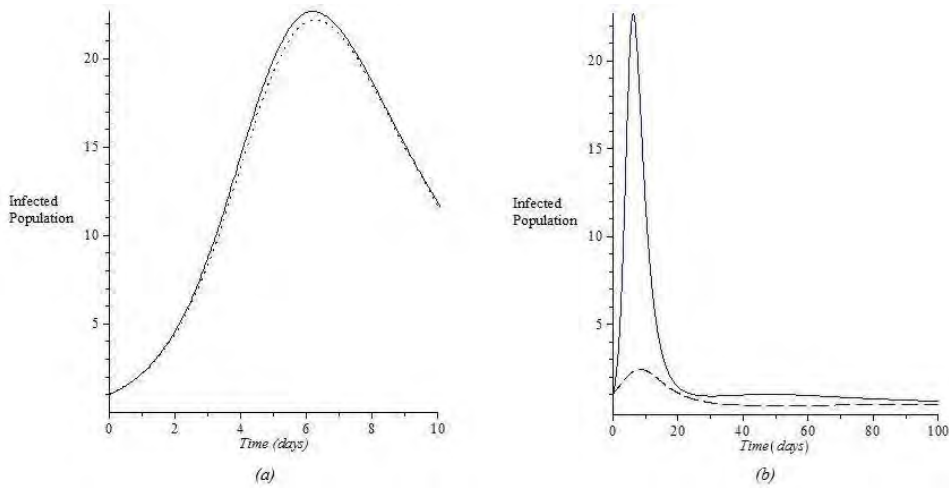 20
15
10
5
Infected
Population
0 2 4 6 8 10
Time (days)
(a)
20
15
10
5
Infected
Population
0 20 40 60 80 100
Time( days)
(b)